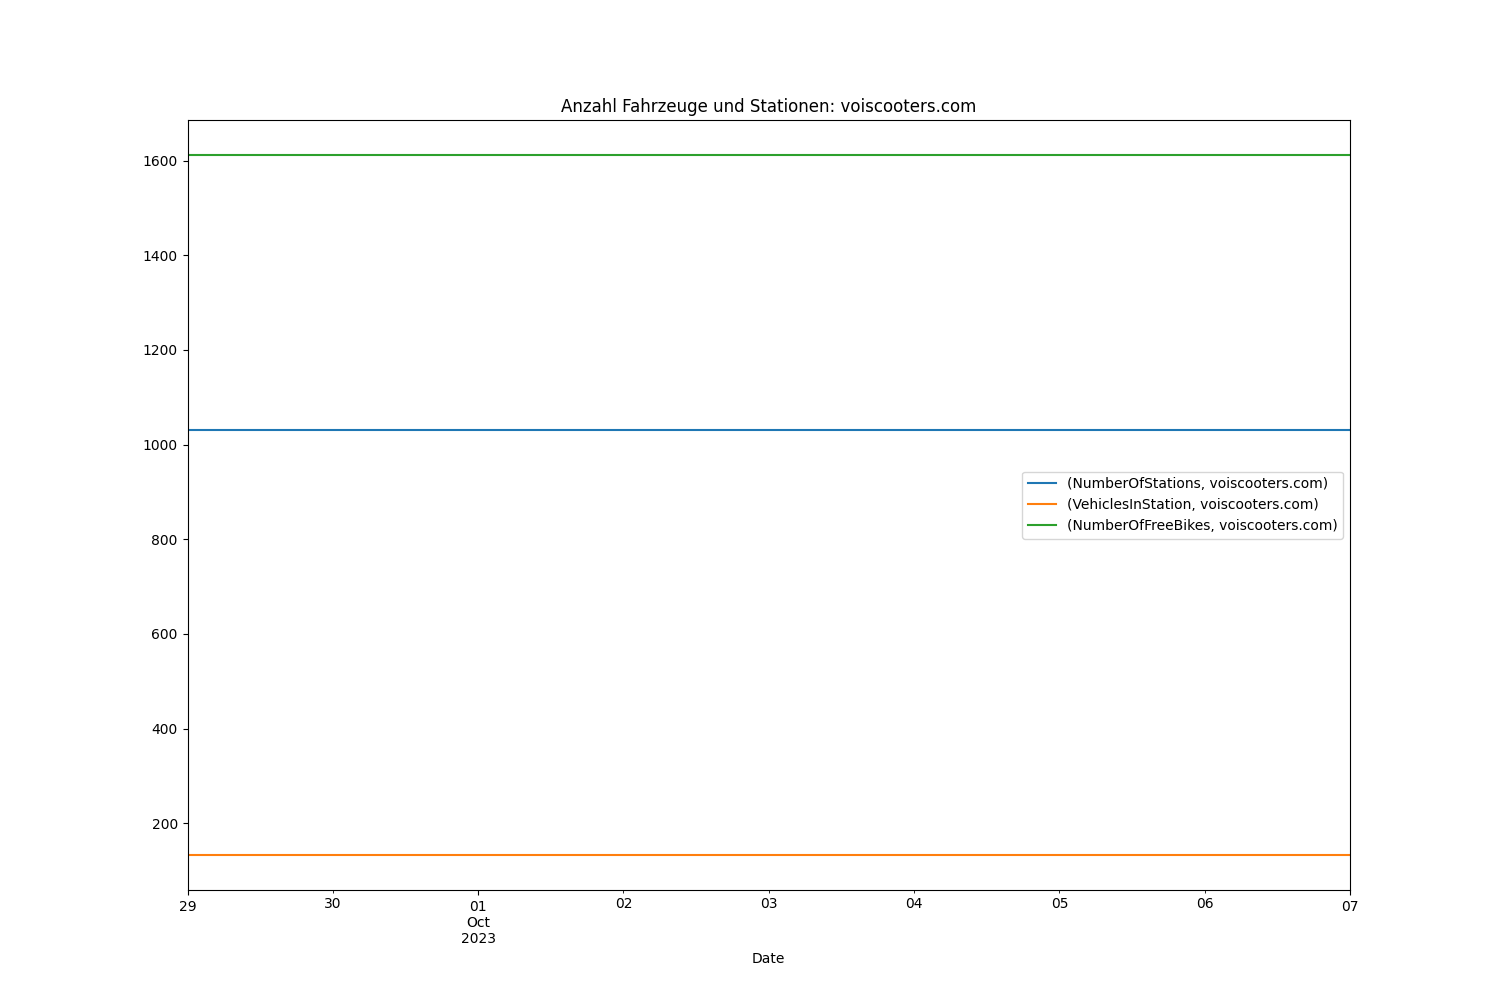 Anzahl Fahrzeuge und Stationen: voiscooters.com
1600
1400
1200
1000
800
600
400
200
(NumberOfStations, voiscooters.com)
(VehiclesInStation, voiscooters.com)
(NumberOfFreeBikes, voiscooters.com)
29 30 01 02 03 04 05 06 07
Oct
2023
Date